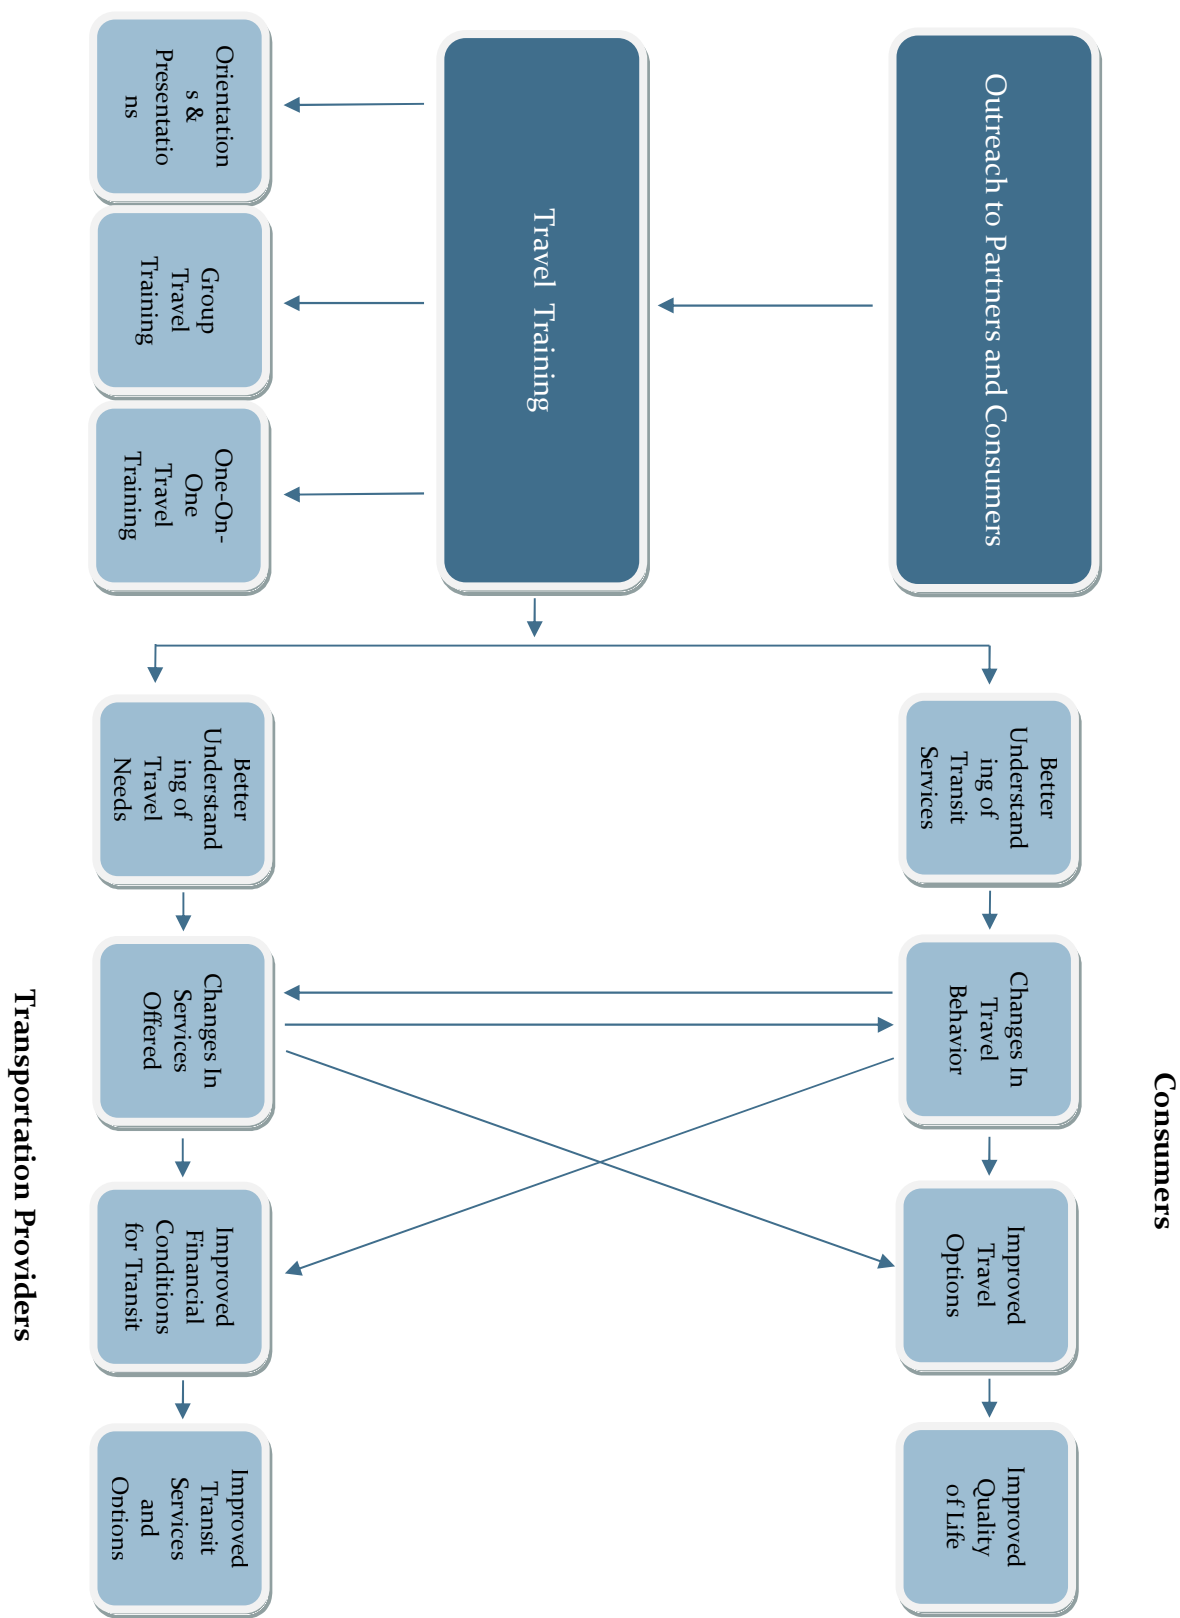 Consumers
Outreach to Partners and Consumers
Better
Understand
ing of
Transit
Services
Changes In
Travel
Behavior
Improved
Travel
Options
Improved
Quality
of Life
Travel  Training
Orientation
s &
Presentatio
ns
Group
Travel
Training
One-On-
One
Travel
Training
Better
Understand
ing of
Travel
Needs
Changes In
Services
Offered
Improved
Financial
Conditions
for Transit
Improved
Transit
Services
and
Options
Transportation Providers